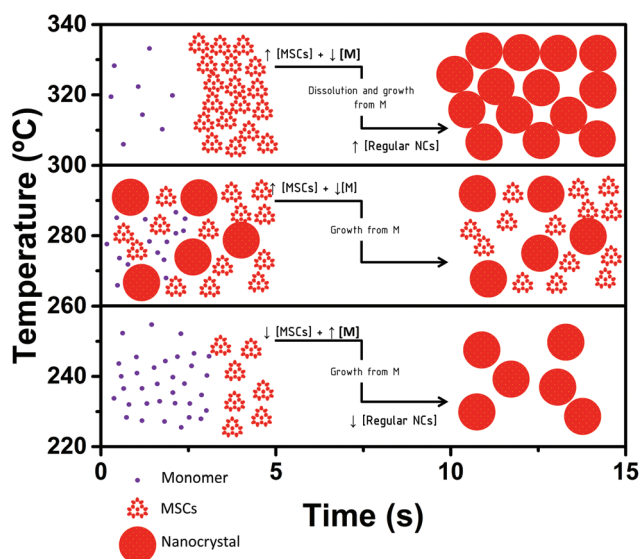 340
↑ [MSCs] + ↓ [M]
320
Dissolution and growth
from M
↑ [Regular NCs]
300
↑ [MSCs] + ↓[M]
280
Growth from M
260
↓ [MSCs] + ↑ [M]
240
Growth from M
↓ [Regular NCs]
220
Temperature (ºC)
0 5 10 15
Time (s)
Monomer
MSCs
Nanocrystal